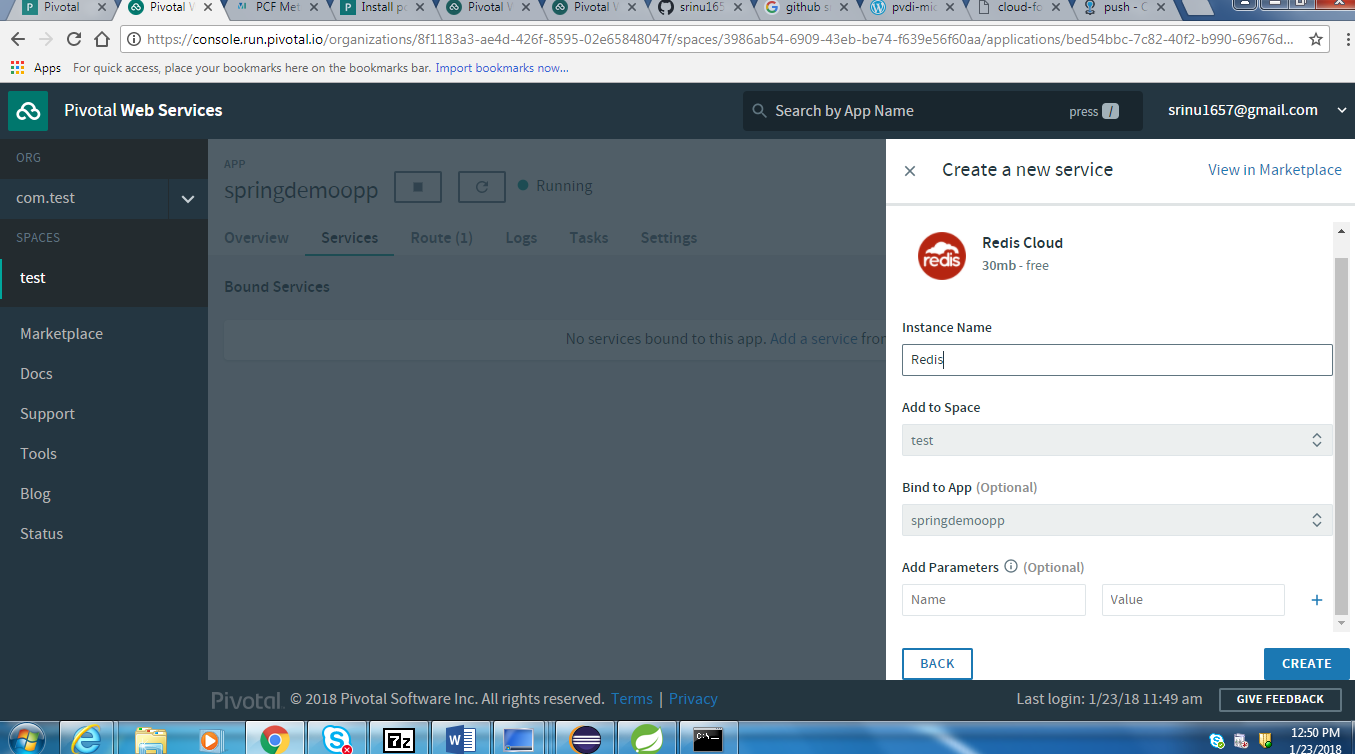 Pivotal
Pivotal W
PCF Met
Install p
Pivotal W
Pivotal W
srinu165
github s
pvdi-mic
cloud-fo
push - C
https://console.run.pivotal.io/organizations/8f1183a3-ae4d-426f-8595-02e65848047f/spaces/3986ab54-6909-43eb-be74-f639e56f60aa/applications/bed54bbc-7c82-40f2-b990-69676d...
Apps For quick access, place your bookmarks here on the bookmarks bar. Import bookmarks now...
Pivotal Web Services
Search by App Name press /
srinu1657@gmail.com
ORG
com.test
SPACES
test
Marketplace
Docs
Support
Tools
Blog
Status
APP
springdemoopp
Running
Overview Services Route (1) Logs Tasks Settings
Bound Services
No services bound to this app. Add a service from
Create a new service View in Marketplace
redis
Redis Cloud
30mb - free
Instance Name
Redis
Add to Space
test
Bind to App (Optional)
springdemoopp
Add Parameters (Optional)
Name Value +
BACK CREATE
Pivotal. © 2018 Pivotal Software Inc. All rights reserved. Terms | Privacy
Last login: 1/23/18 11:49 am GIVE FEEDBACK
12:50 PM
1/23/2018